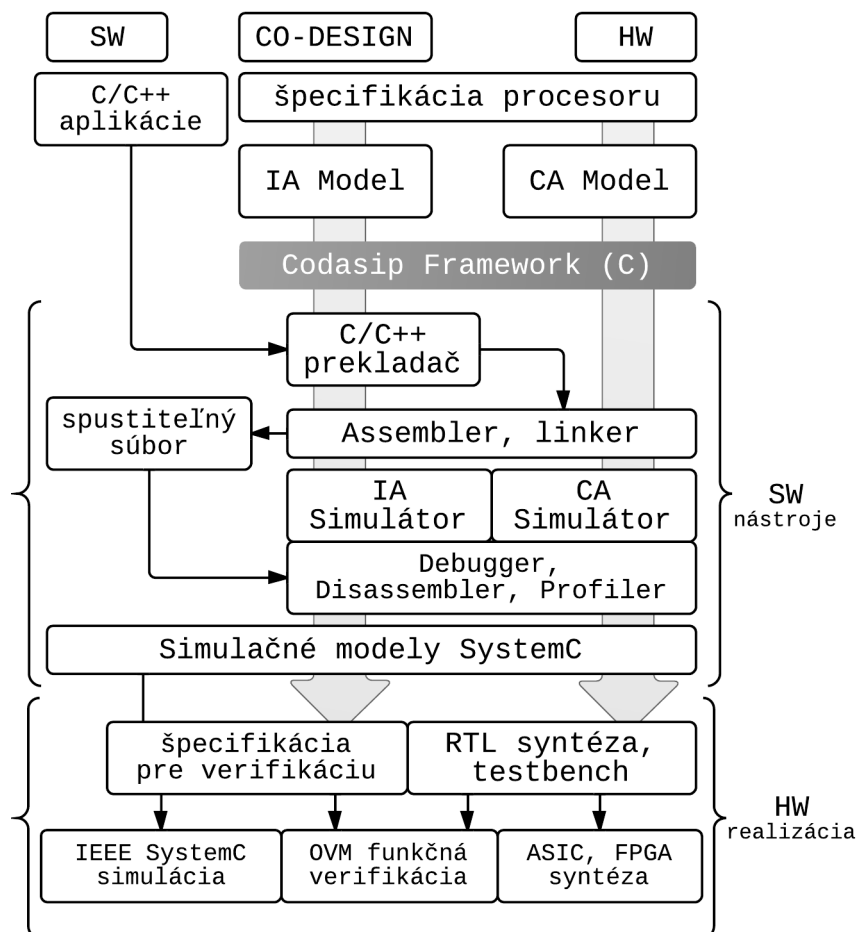 SW
CO-DESIGN
HW
C/C++
aplikácie
špecifikácia procesoru
IA Model
CA Model
Codasip Framework (C)
C/C++
prekladač
spustiteľný
súbor
Assembler, linker
IA
Simulátor
CA
Simulátor
SW
nástroje
Debugger,
Disassembler, Profiler
Simulačné modely SystemC
špecifikácia
pre verifikáciu
RTL syntéza,
testbench
HW
realizácia
IEEE SystemC
simulácia
OVM funkčná
verifikácia
ASIC, FPGA
syntéza